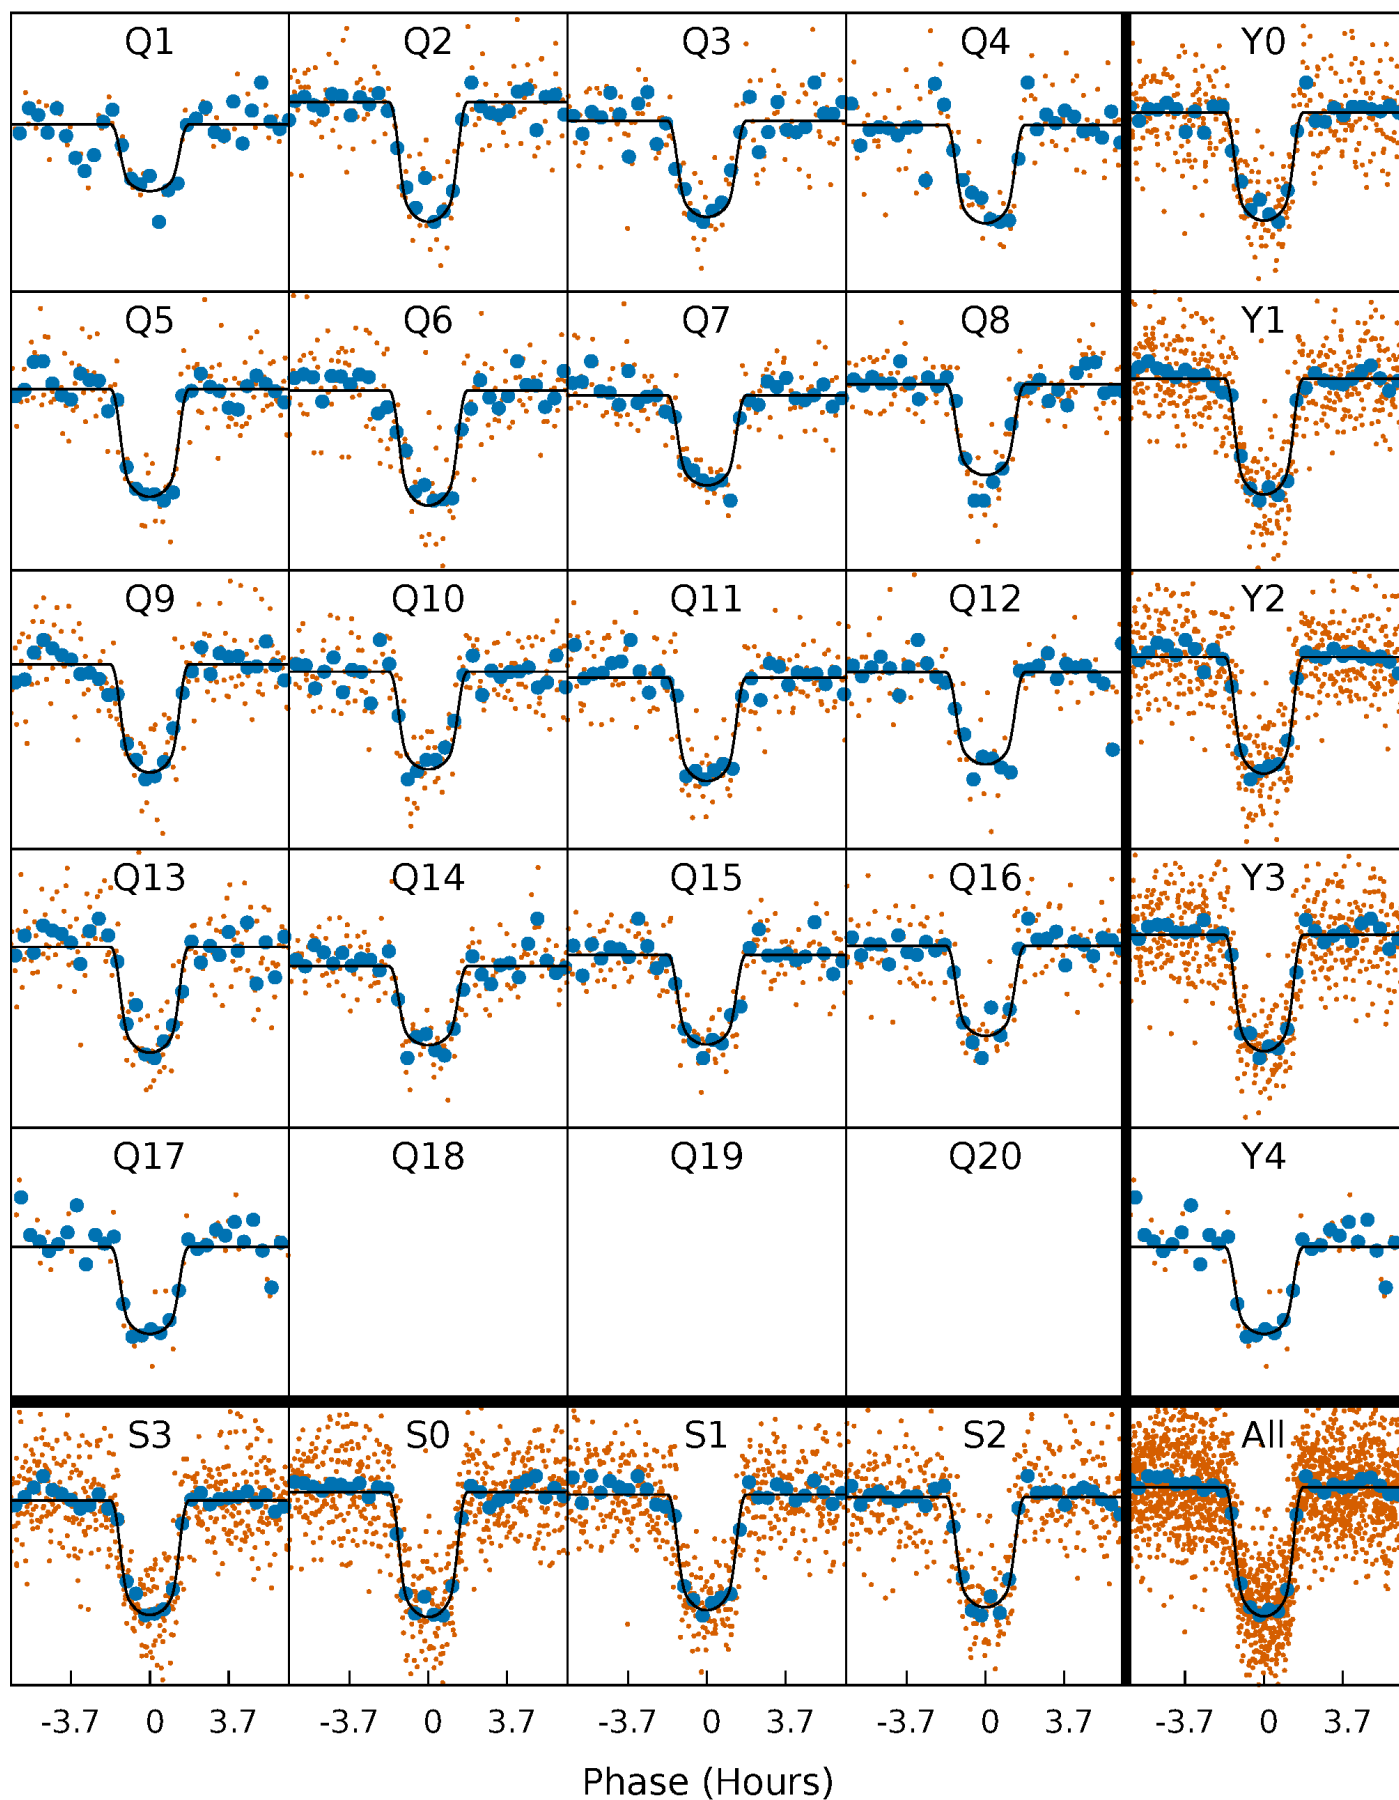 Q1 Q2 Q3 Q4 Y0
Q5 Q6 Q7 Q8 Y1
Q9 Q10 Q11 Q12 Y2
Q13 Q14 Q15 Q16 Y3
Q17 Q18 Q19 Q20 Y4
S3 S0 S1 S2 All
-3.7 0 3.7 -3.7 0 3.7 -3.7 0 3.7 -3.7 0 3.7 -3.7 0 3.7
Phase (Hours)